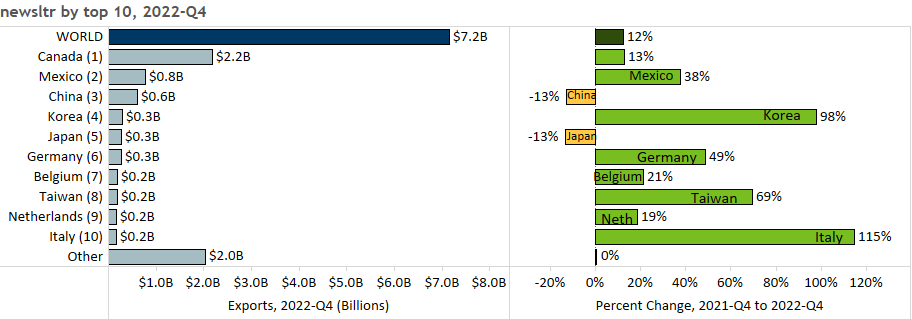 newsltr by top 10, 2022-Q4
WORLD $7.2B 12%
Canada (1) $2.2B 13%
Mexico (2) $0.8B Mexico 38%
China (3) $0.6B -13% China
Korea (4) $0.3B Korea 98%
Japan (5) $0.3B -13% Japan
Germany (6) $0.3B Germany 49%
Belgium (7) $0.2B Belgium 21%
Taiwan (8) $0.2B Taiwan 69%
Netherlands (9) $0.2B Neth 19%
Italy (10) $0.2B Italy 115%
Other $2.0B 0%
$1.0B $2.0B $3.0B $4.0B $5.0B $6.0B $7.0B $8.0B -20% 0% 20% 40% 60% 80% 100% 120%
Exports, 2022-Q4 (Billions) Percent Change, 2021-Q4 to 2022-Q4